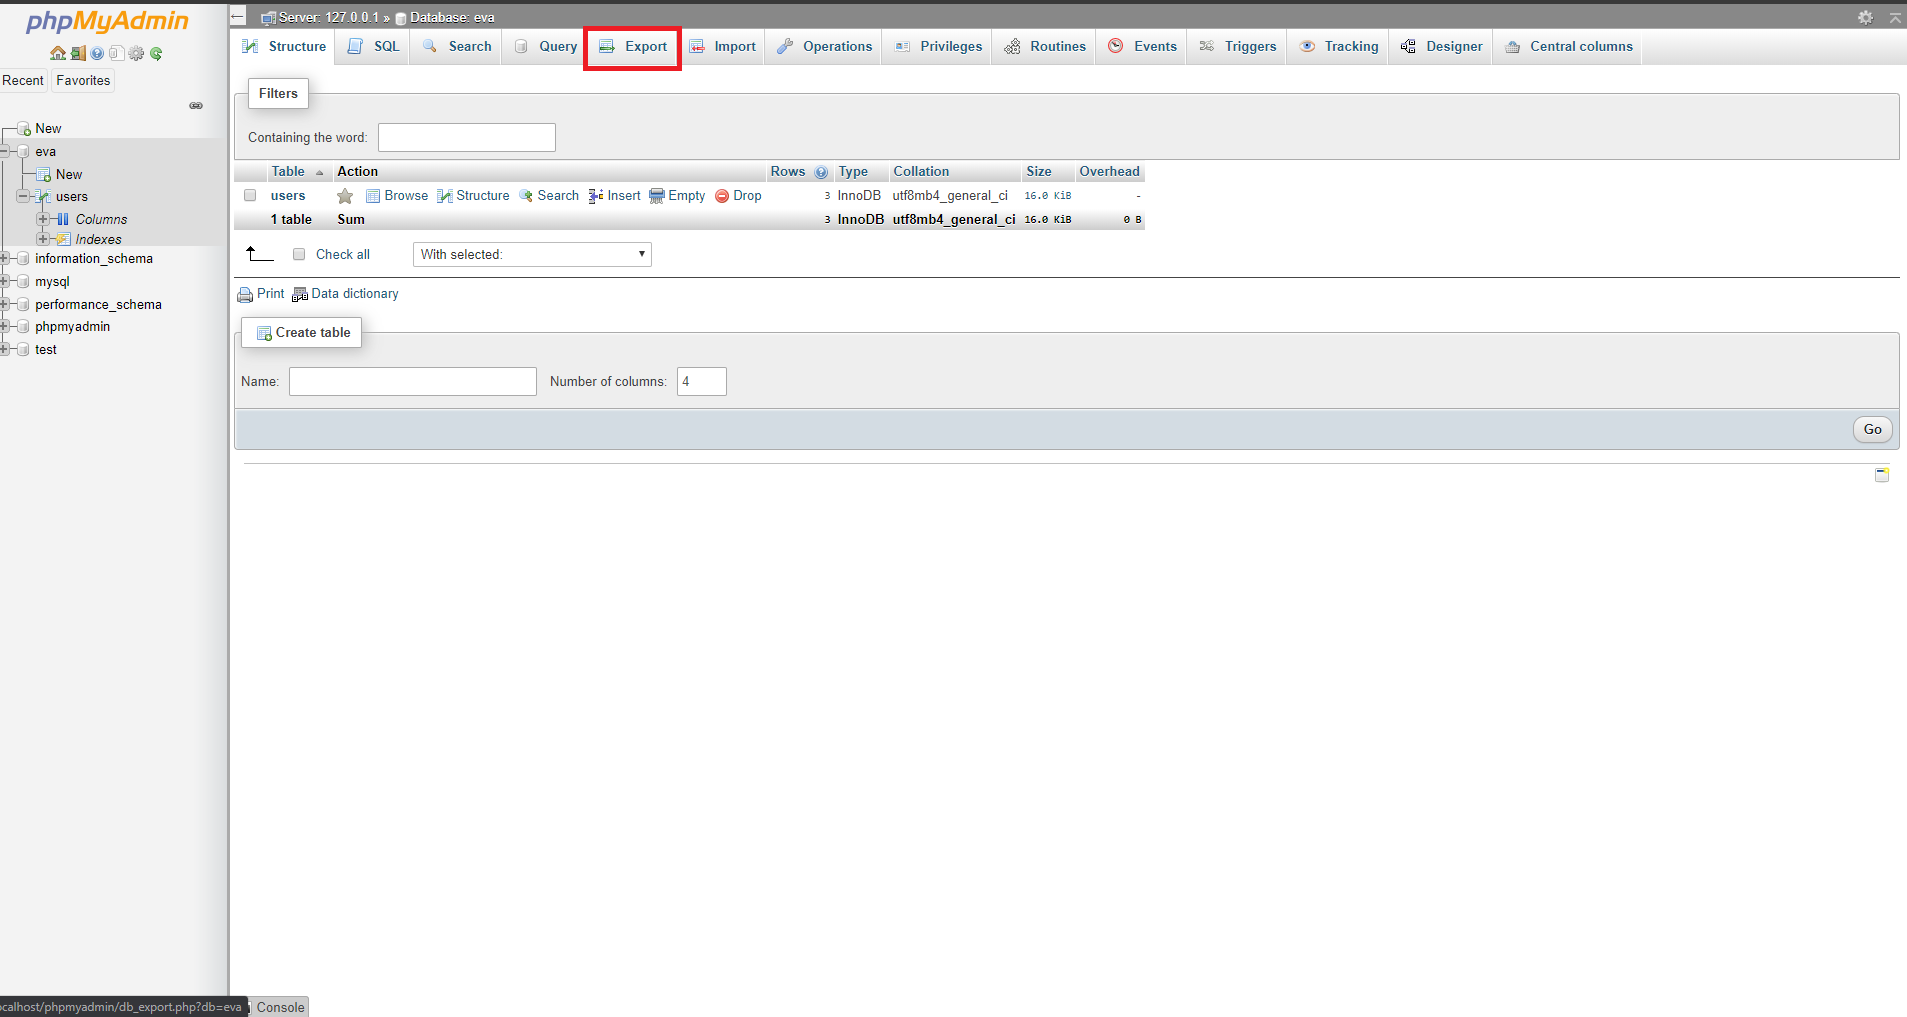 phpMyAdmin
Server: 127.0.0.1 » Database: eva
Structure SQL Search Query Export Import Operations Privileges Routines Events Triggers Tracking Designer Central columns
Recent Favorites
New
eva
New
users
Columns
Indexes
information_schema
mysql
performance_schema
phpmyadmin
test
Filters
Containing the word:
Table Action Rows Type Collation Size Overhead
users Browse Structure Search Insert Empty Drop 3 InnoDB utf8mb4_general_ci 16.0 KiB -
1 table Sum 3 InnoDB utf8mb4_general_ci 16.0 KiB 0 B
Check all With selected:
Print Data dictionary
Create table
Name: Number of columns: 4
Go
ocalhost/phpmyadmin/db_export.php?db=eva
Console